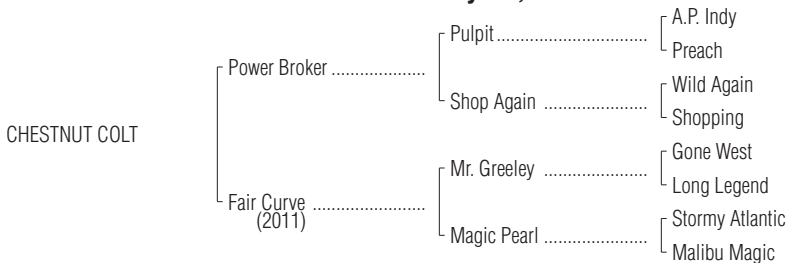 A.P. Indy
Pulpit
Preach
Power Broker
Wild Again
Shop Again
Shopping
CHESTNUT COLT
Gone West
Mr. Greeley
Long Legend
Fair Curve
(2011)
Stormy Atlantic
Magic Pearl
Malibu Magic